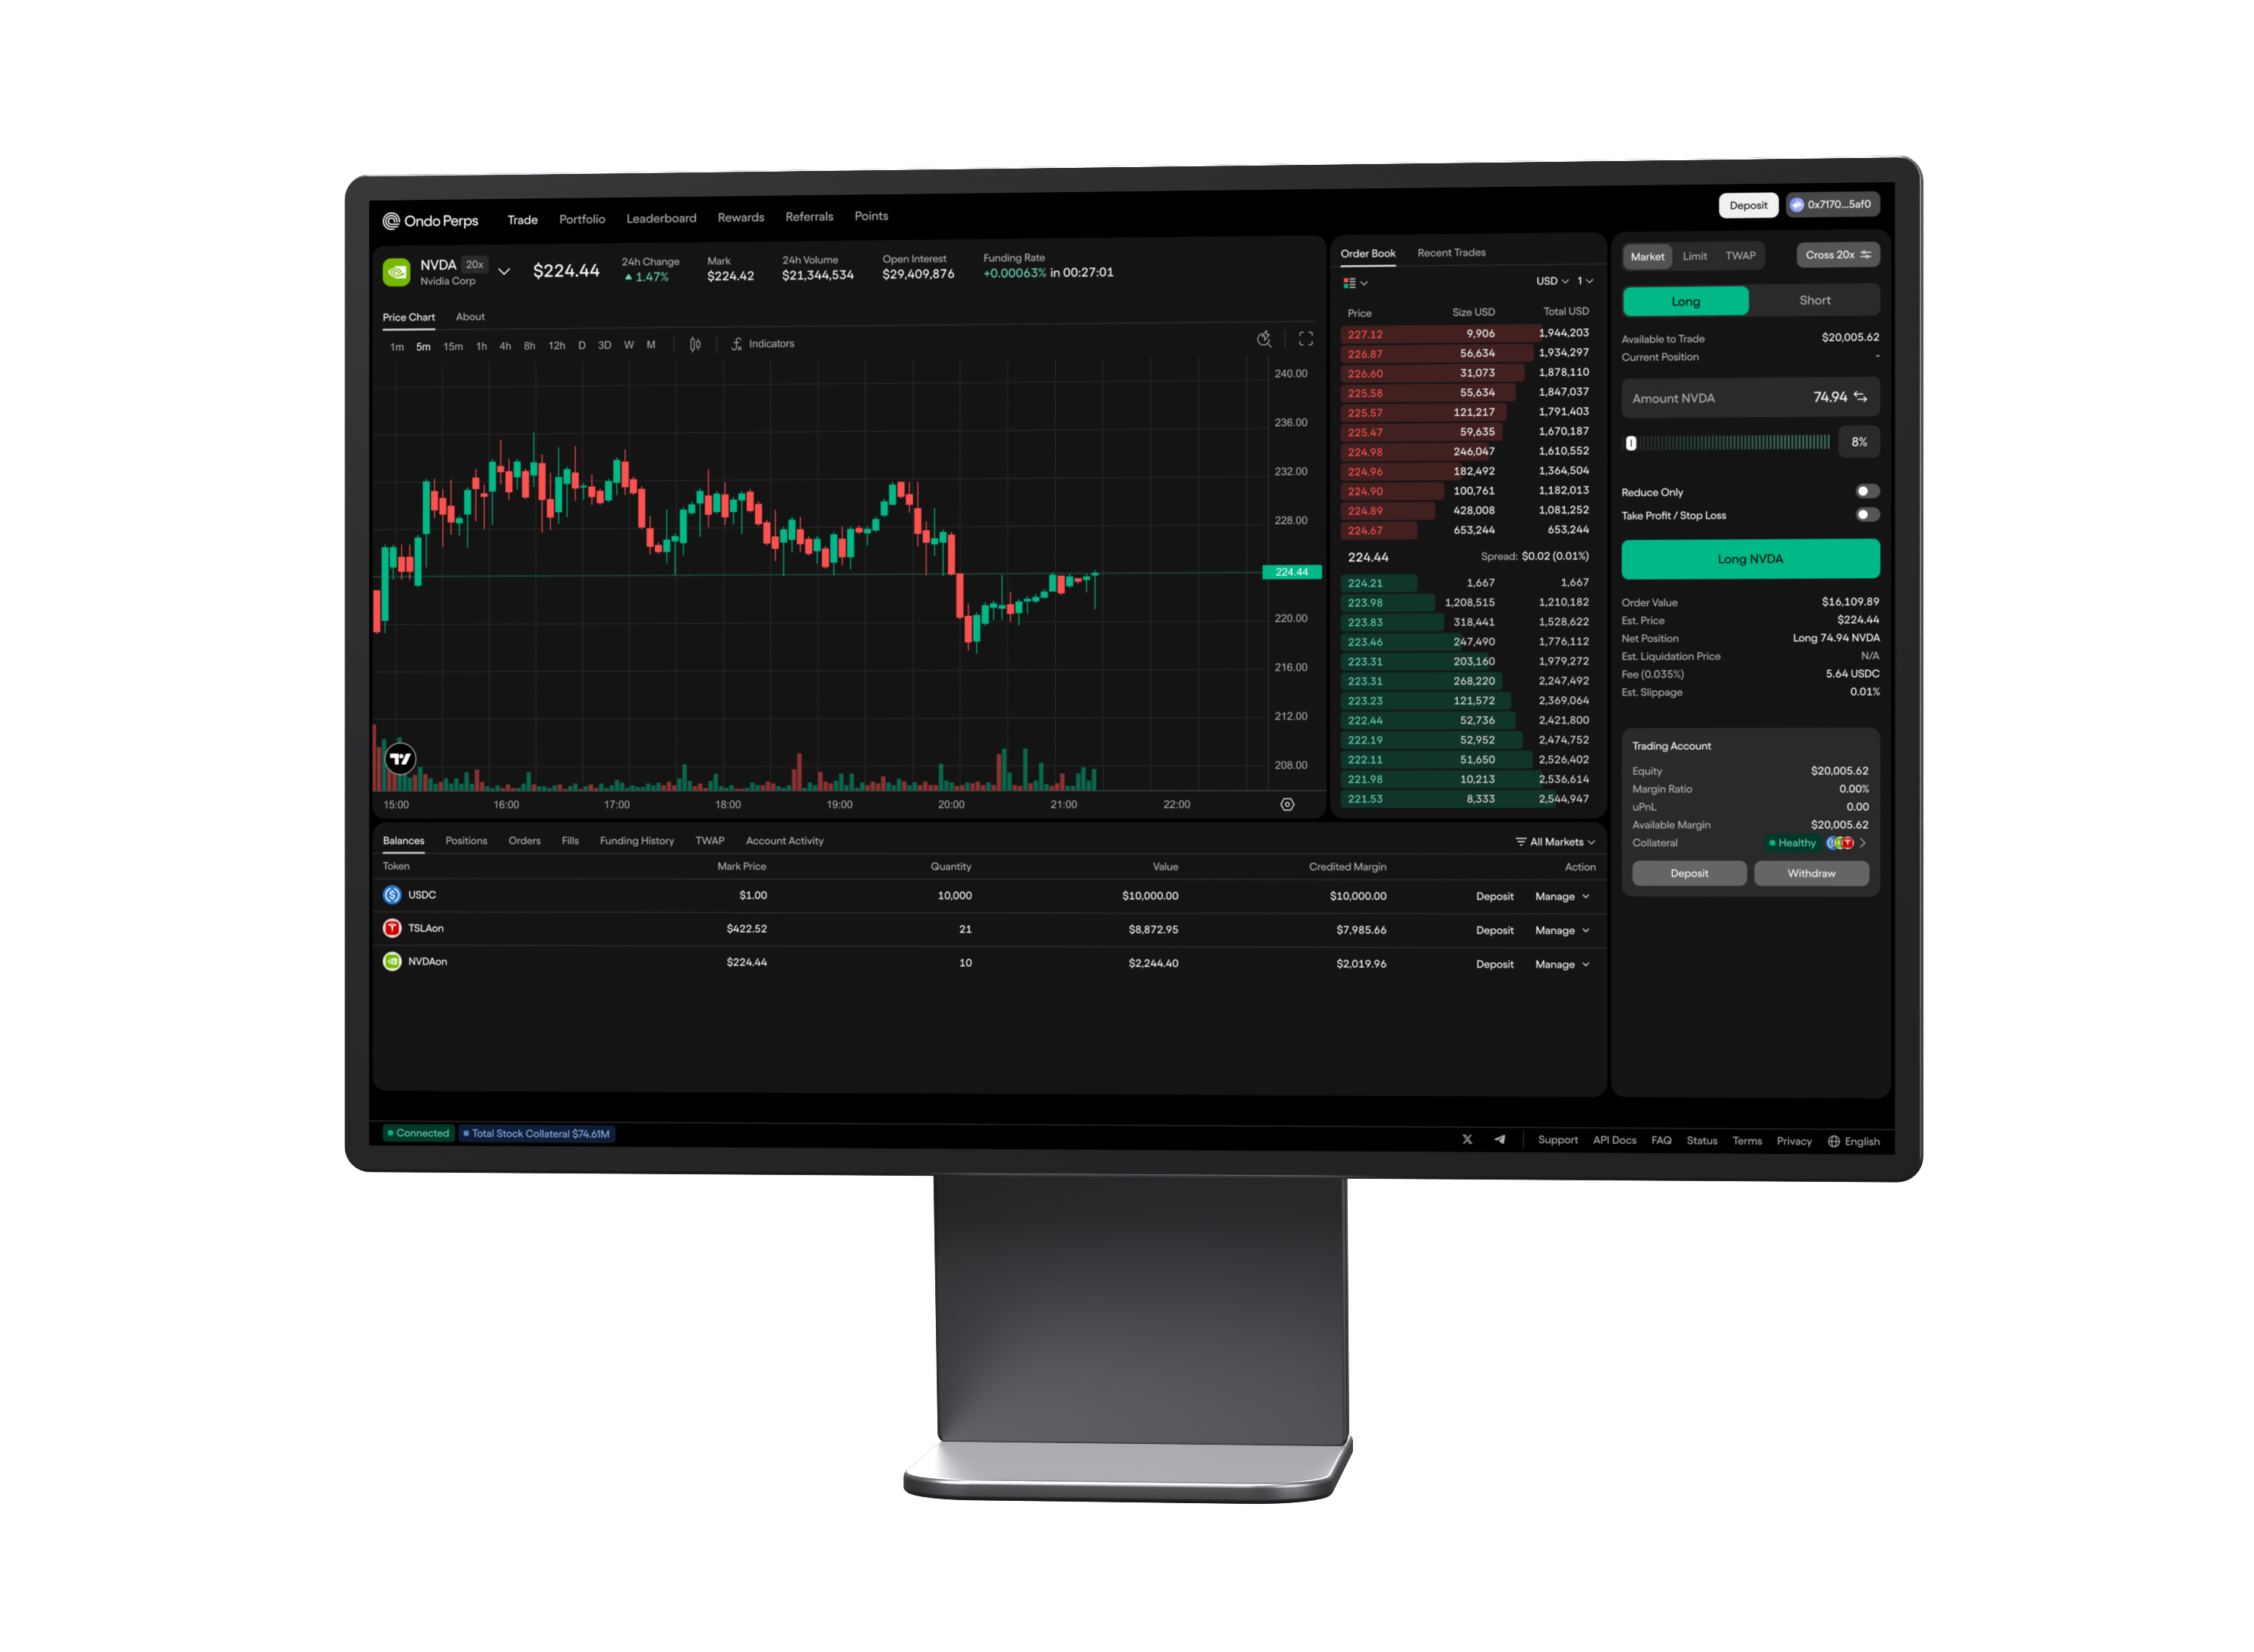 Ondo Perps Trade Portfolio Leaderboard Rewards Referrals Points Deposit 0x7170...5af0
NVDA 20x
Nvidia Corp
$224.44
24h Change
1.47%
Mark
$224.42
24h Volume
$21,344,534
Open Interest
$29,409,876
Funding Rate
+0.00063% in 00:27:01
Price Chart About
1m 5m 15m 1h 4h 8h 12h D 3D W M Indicators
240.00
236.00
232.00
228.00
224.44
220.00
216.00
212.00
208.00
15:00 16:00 17:00 18:00 19:00 20:00 21:00 22:00
Order Book Recent Trades
USD 1
Price Size USD Total USD
227.12 9,906 1,944,203
226.87 56,634 1,934,297
226.60 31,073 1,878,110
225.58 55,634 1,847,037
225.57 121,217 1,791,403
225.47 59,635 1,670,187
224.98 246,047 1,610,552
224.96 182,492 1,364,504
224.90 100,761 1,182,013
224.89 428,008 1,081,252
224.67 653,244 653,244
224.44 Spread: $0.02 (0.01%)
224.21 1,667 1,667
223.98 1,208,515 1,210,182
223.83 318,441 1,528,622
223.46 247,490 1,776,112
223.31 203,160 1,979,272
223.31 268,220 2,247,492
223.23 121,572 2,369,064
222.44 52,736 2,421,800
222.19 52,952 2,474,752
222.11 51,650 2,526,402
221.98 10,213 2,536,614
221.53 8,333 2,544,947
Market Limit TWAP Cross 20x
Long Short
Available to Trade $20,005.62
Current Position -
Amount NVDA 74.94
8%
Reduce Only
Take Profit / Stop Loss
Long NVDA
Order Value $16,109.89
Est. Price $224.44
Net Position Long 74.94 NVDA
Est. Liquidation Price N/A
Fee (0.035%) 5.64 USDC
Est. Slippage 0.01%
Trading Account
Equity $20,005.62
Margin Ratio 0.00%
uPnL 0.00
Available Margin $20,005.62
Collateral Healthy
Deposit Withdraw
Balances Positions Orders Fills Funding History TWAP Account Activity All Markets
Token Mark Price Quantity Value Credited Margin Action
USDC $1.00 10,000 $10,000.00 $10,000.00 Deposit Manage
TSLAon $422.52 21 $8,872.95 $7,985.66 Deposit Manage
NVDAon $224.44 10 $2,244.40 $2,019.96 Deposit Manage
Connected Total Stock Collateral $74.61M Support API Docs FAQ Status Terms Privacy English